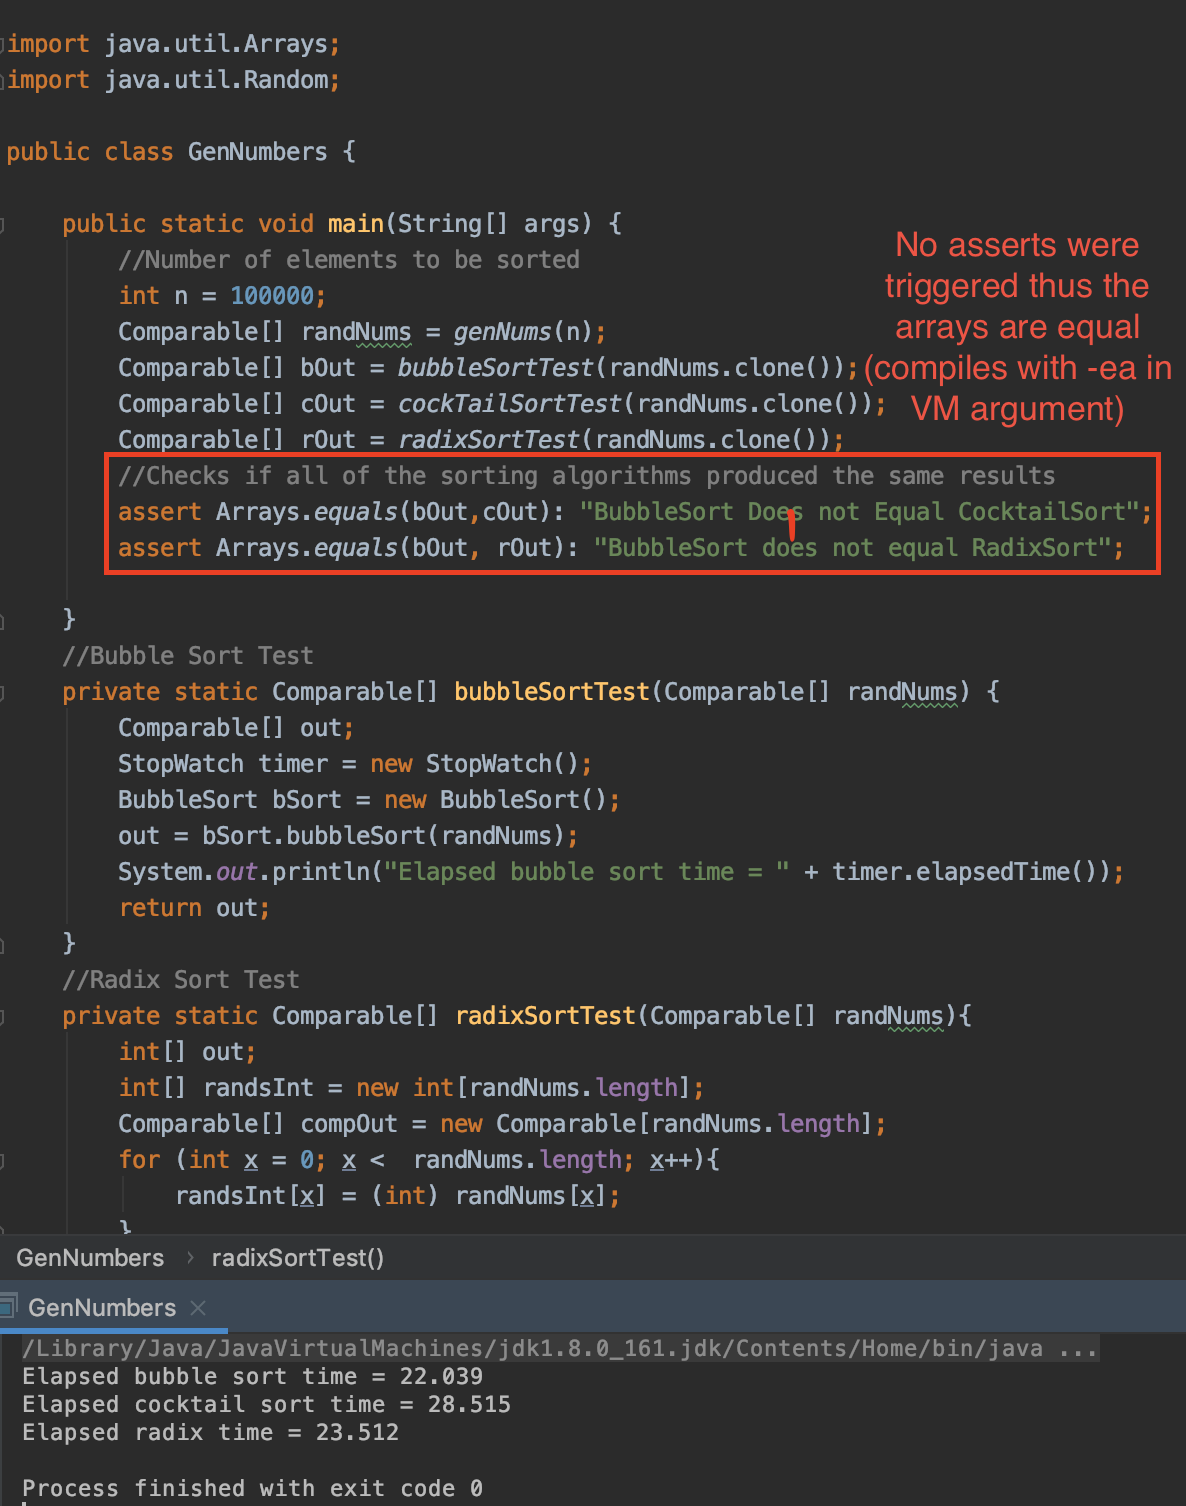 import java.util.Arrays;
import java.util.Random;
public class GenNumbers {
public static void main(String[] args) {
//Number of elements to be sorted
int n = 100000;
Comparable[] randNums = genNums(n);
Comparable[] bOut = bubbleSortTest(randNums.clone());
Comparable[] cOut = cockTailSortTest(randNums.clone());
Comparable[] rOut = radixSortTest(randNums.clone());
No asserts were
triggered thus the
arrays are equal
(compiles with -ea in
VM argument)
//Checks if all of the sorting algorithms produced the same results
assert Arrays.equals(bOut,cOut): "BubbleSort Does not Equal CocktailSort";
assert Arrays.equals(bOut, rOut): "BubbleSort does not equal RadixSort";
}
//Bubble Sort Test
private static Comparable[] bubbleSortTest(Comparable[] randNums) {
Comparable[] out;
StopWatch timer = new StopWatch();
BubbleSort bSort = new BubbleSort();
out = bSort.bubbleSort(randNums);
System.out.println("Elapsed bubble sort time = " + timer.elapsedTime());
return out;
}
//Radix Sort Test
private static Comparable[] radixSortTest(Comparable[] randNums){
int[] out;
int[] randsInt = new int[randNums.length];
Comparable[] compOut = new Comparable[randNums.length];
for (int x = 0; x <  randNums.length; x++){
randsInt[x] = (int) randNums[x];
}
GenNumbers › radixSortTest()
GenNumbers ×
/Library/Java/JavaVirtualMachines/jdk1.8.0_161.jdk/Contents/Home/bin/java ...
Elapsed bubble sort time = 22.039
Elapsed cocktail sort time = 28.515
Elapsed radix time = 23.512
Process finished with exit code 0